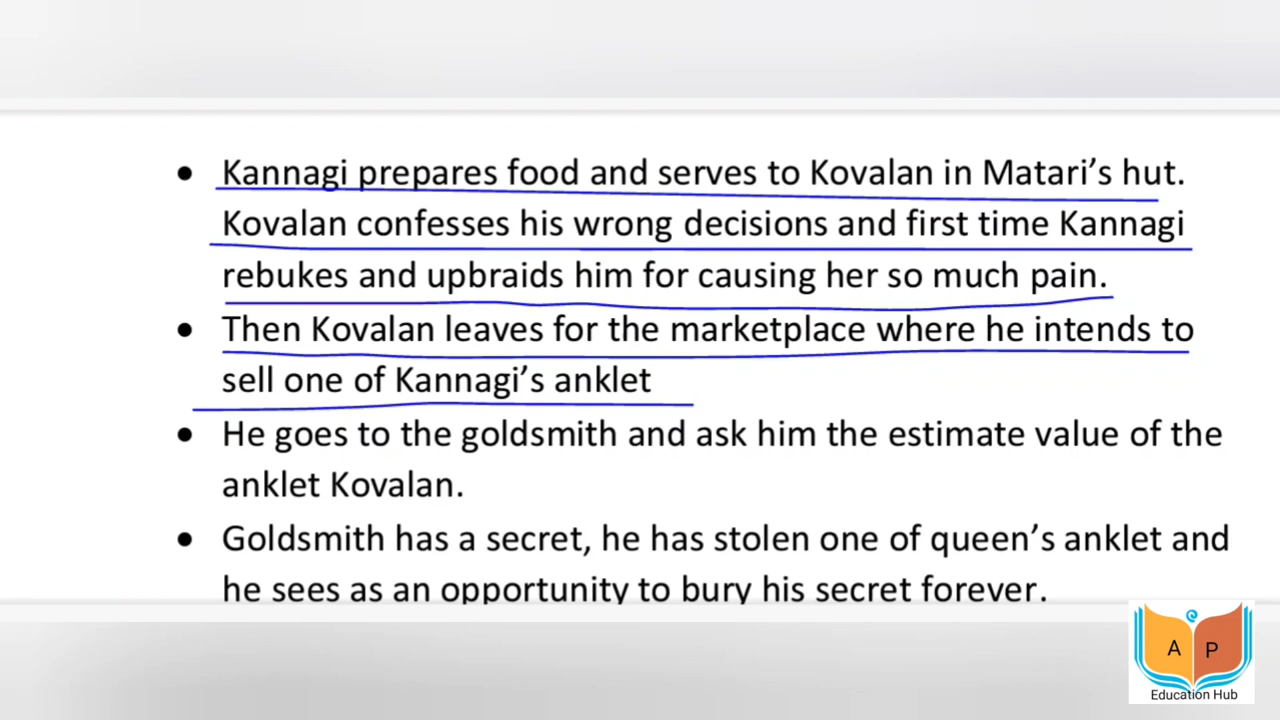 • Kannagi prepares food and serves to Kovalan in Matari’s hut.
Kovalan confesses his wrong decisions and first time Kannagi
rebukes and upbraids him for causing her so much pain.
• Then Kovalan leaves for the marketplace where he intends to
sell one of Kannagi’s anklet
• He goes to the goldsmith and ask him the estimate value of the
anklet Kovalan.
• Goldsmith has a secret, he has stolen one of queen’s anklet and
he sees as an opportunity to bury his secret forever.
A P
Education Hub